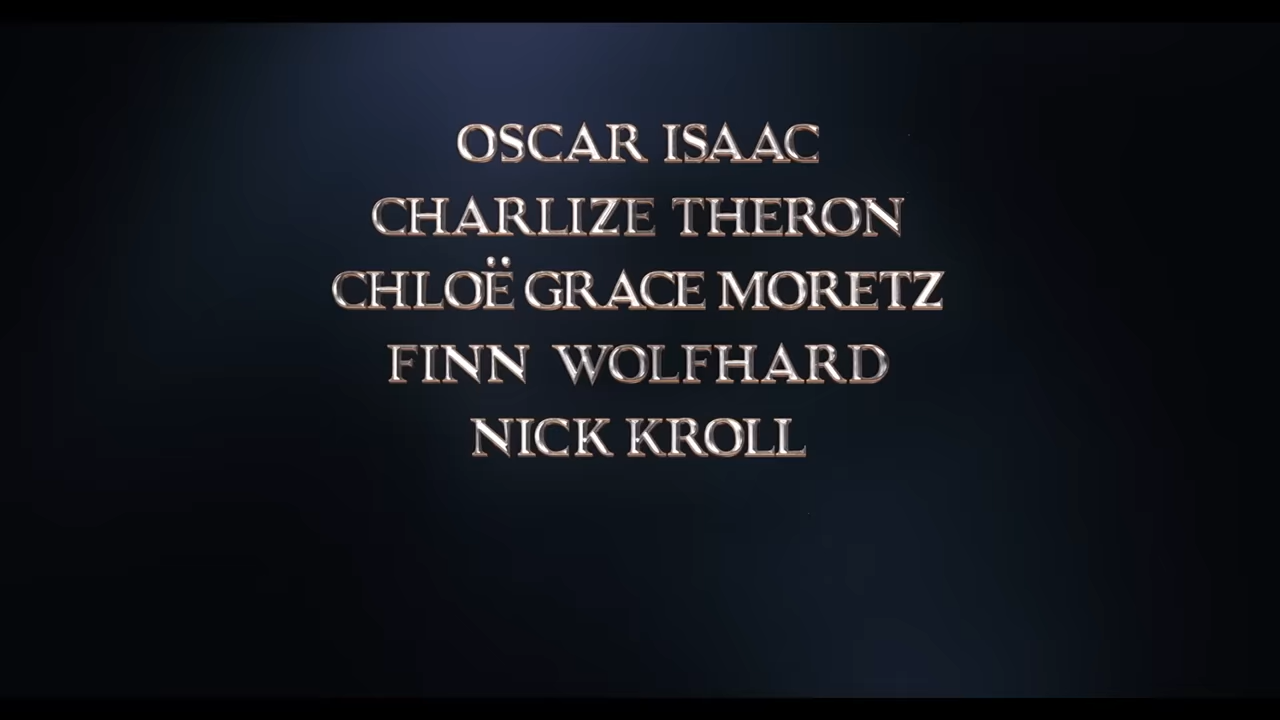 OSCAR ISAAC
CHARLIZE THERON
CHLOË GRACE MORETZ
FINN WOLFHARD
NICK KROLL